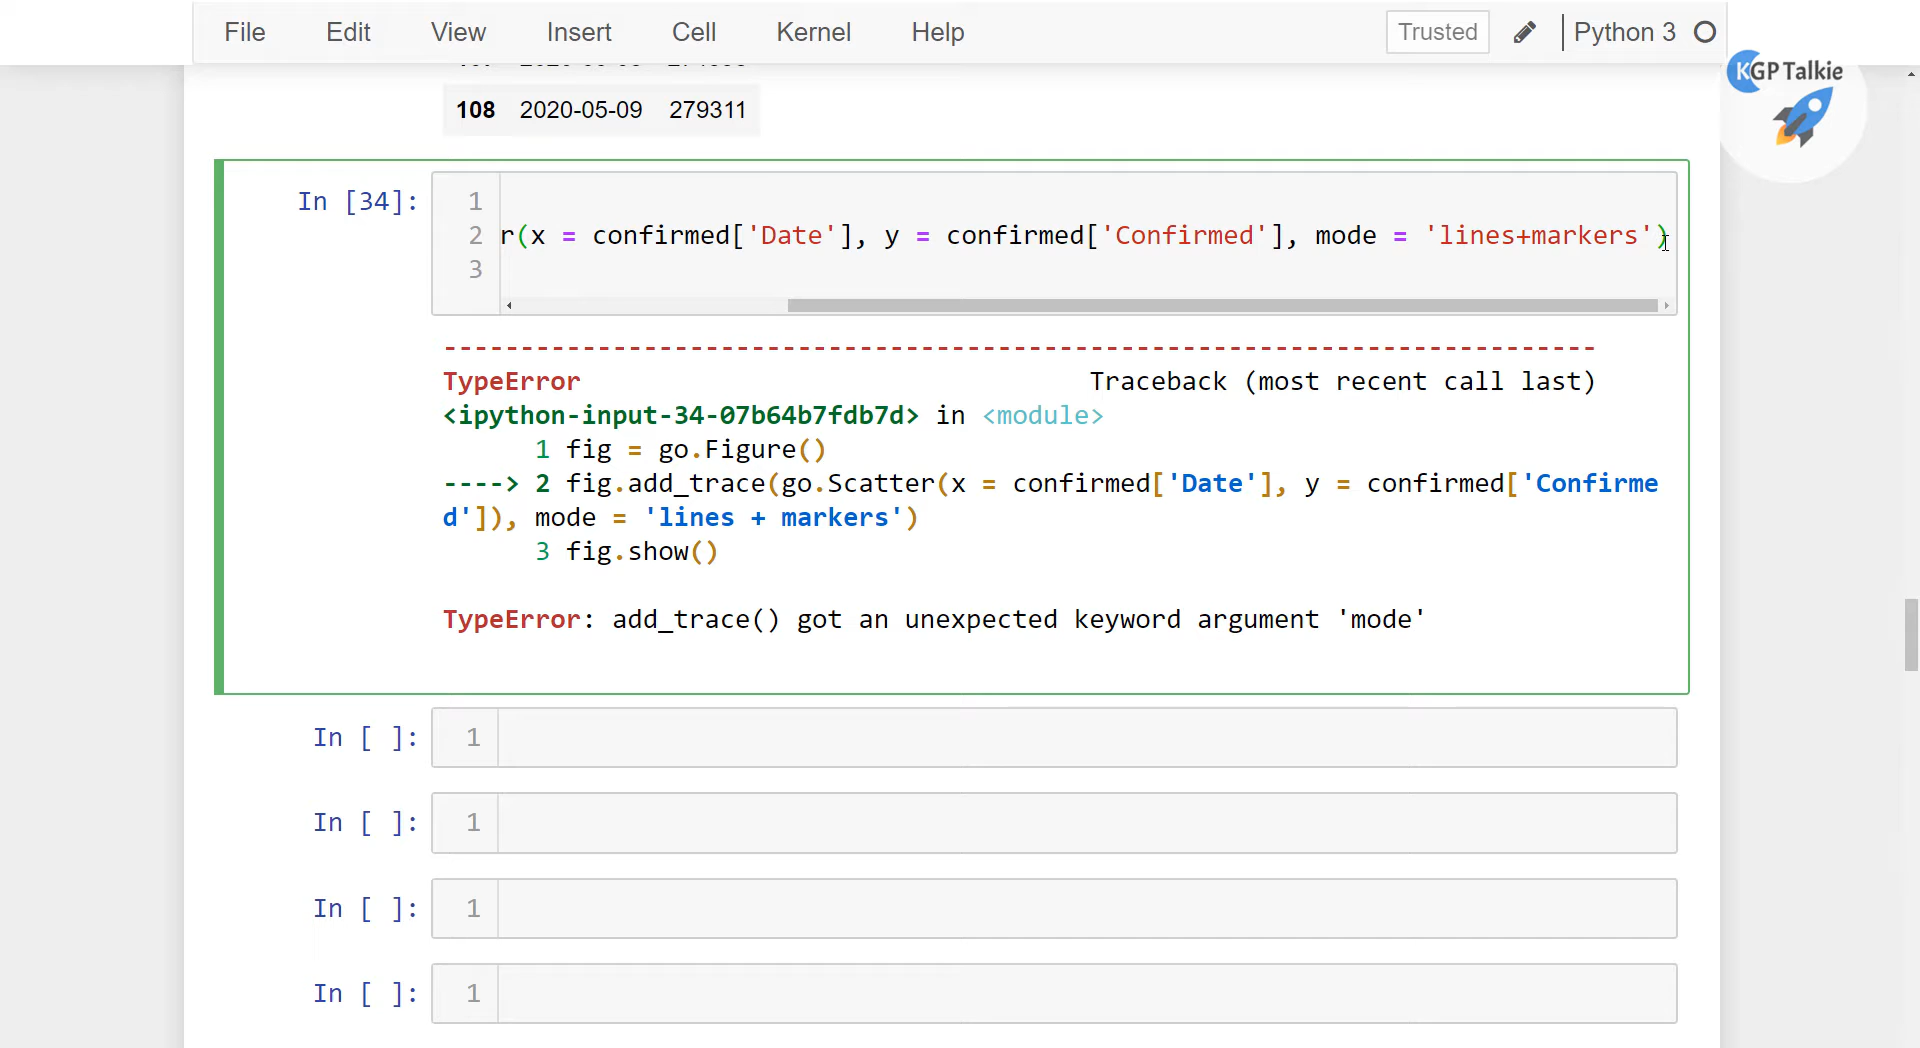 File Edit View Insert Cell Kernel Help Trusted Python 3
KGP Talkie
108 2020-05-09 279311
In [34]:
1
2 r(x = confirmed['Date'], y = confirmed['Confirmed'], mode = 'lines+markers')
3
---------------------------------------------------------------------------
TypeError Traceback (most recent call last)
<ipython-input-34-07b64b7fdb7d> in <module>
1 fig = go.Figure()
----> 2 fig.add_trace(go.Scatter(x = confirmed['Date'], y = confirmed['Confirme
d']), mode = 'lines + markers')
3 fig.show()
TypeError: add_trace() got an unexpected keyword argument 'mode'
In [ ]: 1
In [ ]: 1
In [ ]: 1
In [ ]: 1